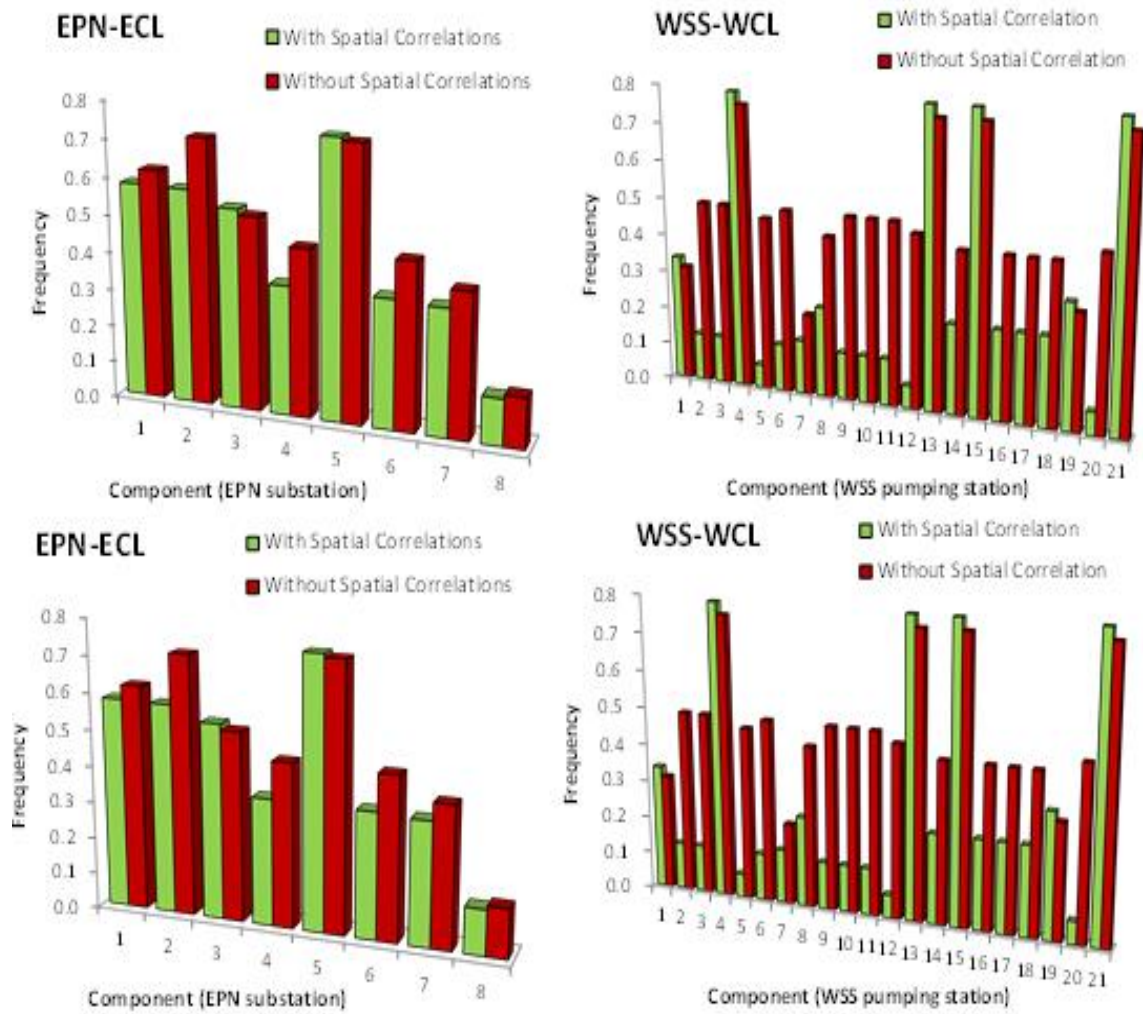 EPN-ECL
With Spatial Correlations
Without Spatial Correlations
0.8
0.7
0.6
0.5
0.4
0.3
0.2
0.1
0.0
Frequency
1 2 3 4 5 6 7 8
Component (EPN substation)
WSS-WCL
With Spatial Correlation
Without Spatial Correlation
0.8
0.7
0.6
0.5
0.4
0.3
0.2
0.1
0.0
Frequency
1 2 3 4 5 6 7 8 9 10 11 12 13 14 15 16 17 18 19 20 21
Component (WSS pumping station)
EPN-ECL
With Spatial Correlations
Without Spatial Correlations
0.8
0.7
0.6
0.5
0.4
0.3
0.2
0.1
0.0
Frequency
1 2 3 4 5 6 7 8
Component (EPN substation)
WSS-WCL
With Spatial Correlation
Without Spatial Correlation
0.8
0.7
0.6
0.5
0.4
0.3
0.2
0.1
0.0
Frequency
1 2 3 4 5 6 7 8 9 10 11 12 13 14 15 16 17 18 19 20 21
Component (WSS pumping station)